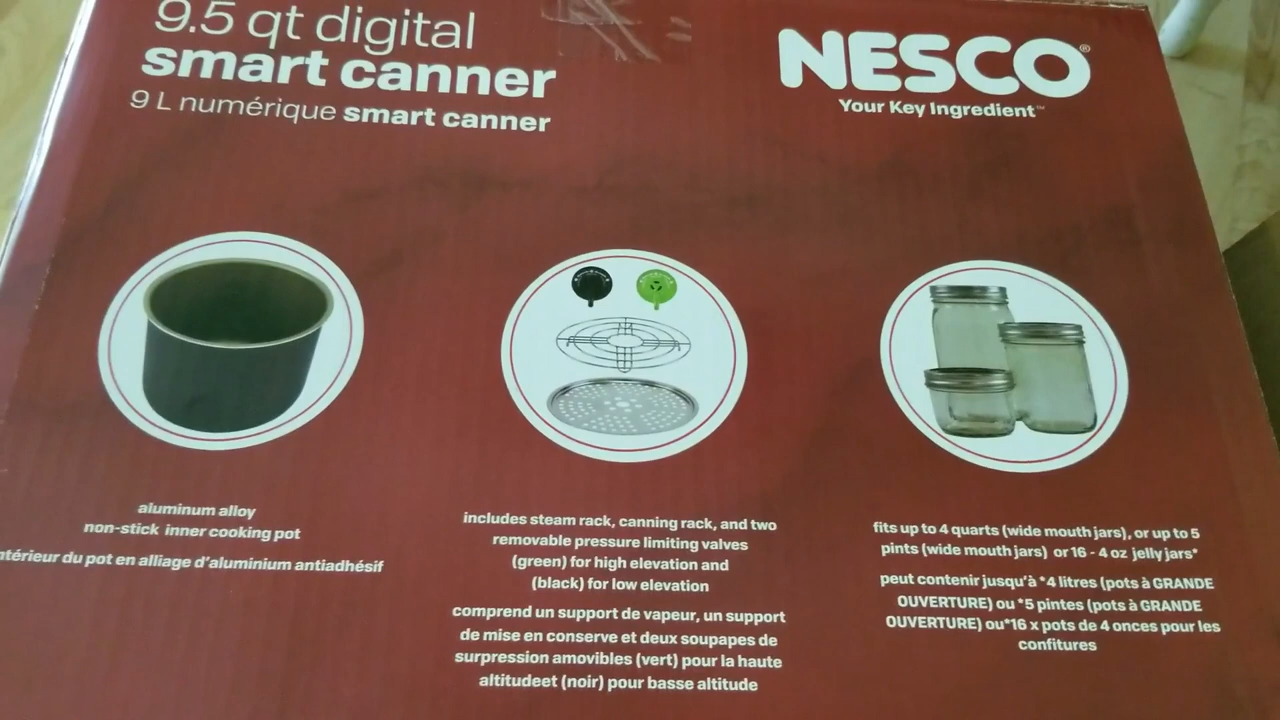 9.5 qt digital
smart canner
9 L numérique smart canner
NESCO®
Your Key Ingredient™
aluminum alloy
non-stick inner cooking pot
ntérieur du pot en alliage d'aluminium antiadhésif
includes steam rack, canning rack, and two
removable pressure limiting valves
(green) for high elevation and
(black) for low elevation
comprend un support de vapeur, un support
de mise en conserve et deux soupapes de
surpression amovibles (vert) pour la haute
altitudeet (noir) pour basse altitude
fits up to 4 quarts (wide mouth jars), or up to 5
pints (wide mouth jars) or 16 - 4 oz jelly jars*
peut contenir jusqu'à *4 litres (pots à GRANDE
OUVERTURE) ou *5 pintes (pots à GRANDE
OUVERTURE) ou*16 x pots de 4 onces pour les
confitures